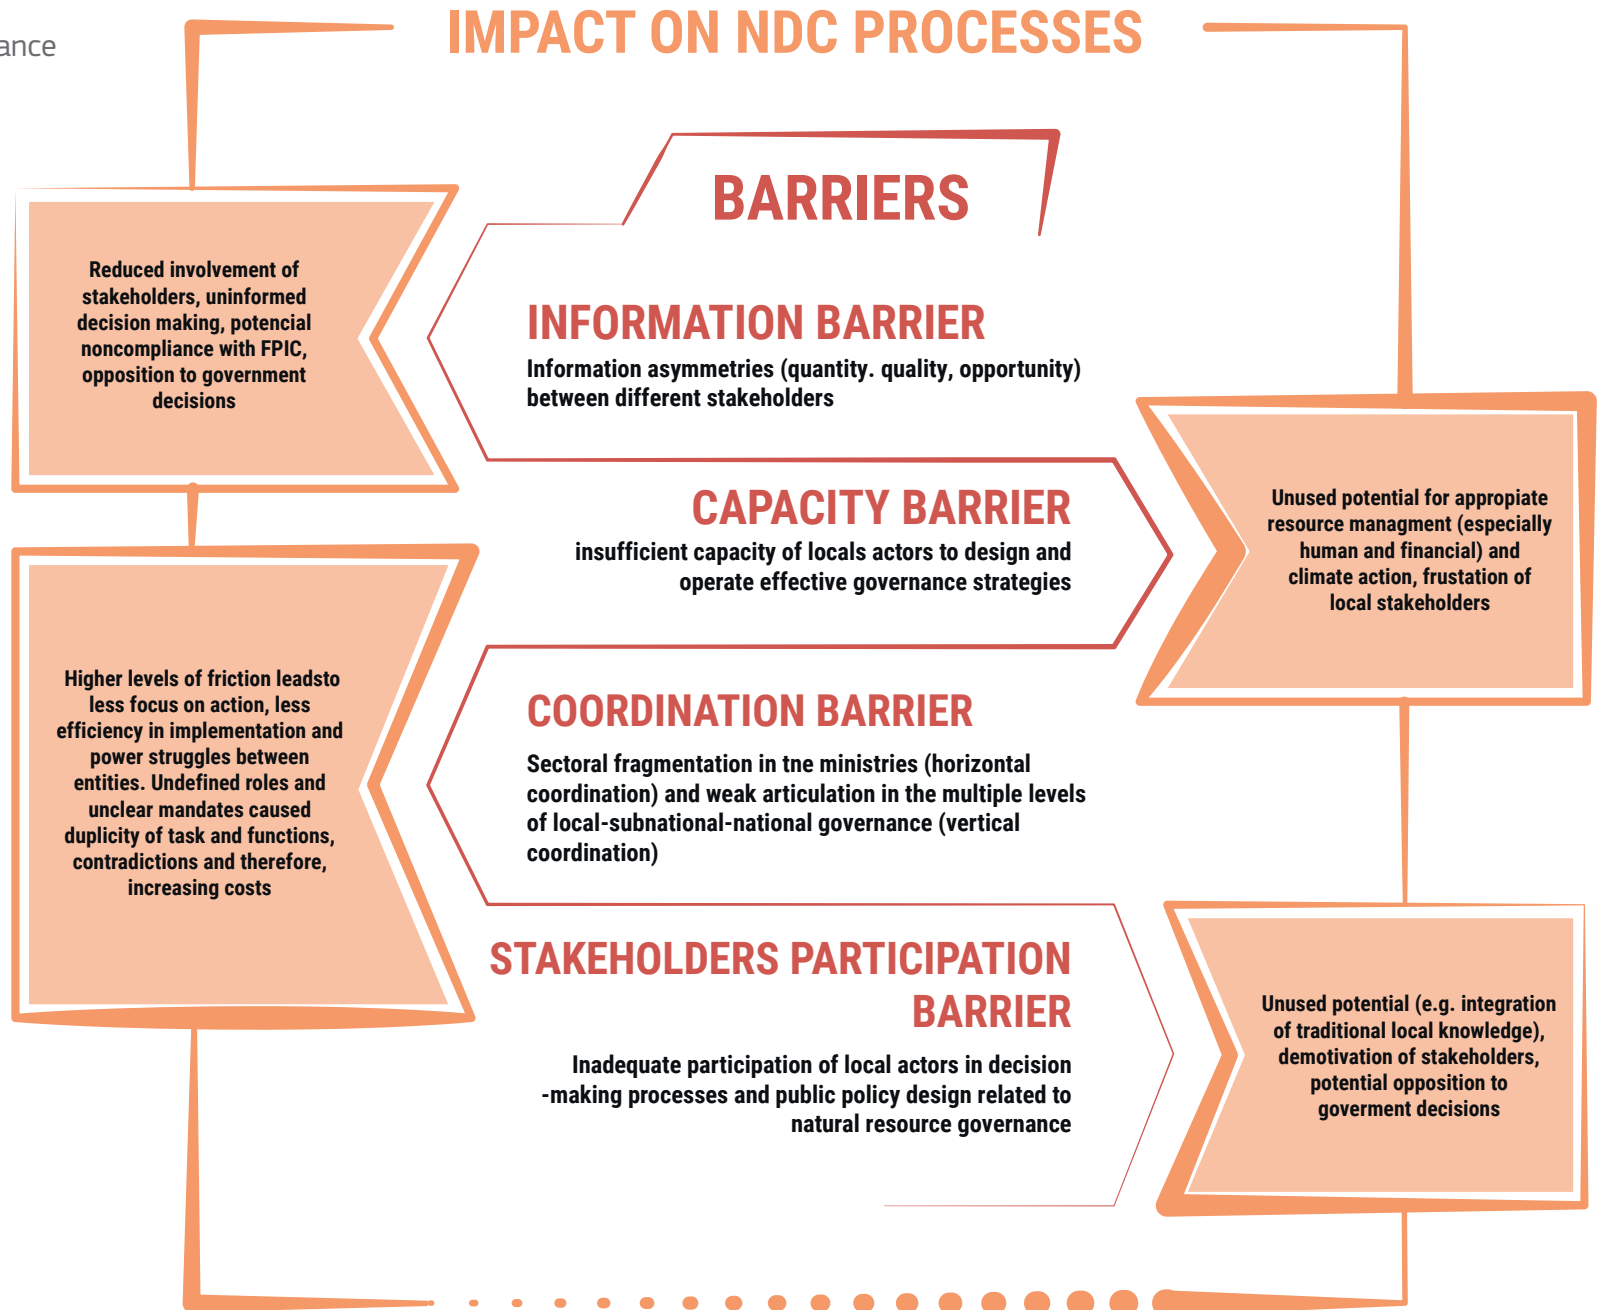 IMPACT ON NDC PROCESSES
ance
BARRIERS
Reduced involvement of
stakeholders, uninformed
decision making, potencial
noncompliance with FPIC,
opposition to government
decisions
INFORMATION BARRIER
Information asymmetries (quantity. quality, opportunity)
between different stakeholders
CAPACITY BARRIER
insufficient capacity of locals actors to design and
operate effective governance strategies
Unused potential for appropiate
resource managment (especially
human and financial) and
climate action, frustation of
local stakeholders
Higher levels of friction leadsto
less focus on action, less
efficiency in implementation and
power struggles between
entities. Undefined roles and
unclear mandates caused
duplicity of task and functions,
contradictions and therefore,
increasing costs
COORDINATION BARRIER
Sectoral fragmentation in tne ministries (horizontal
coordination) and weak articulation in the multiple levels
of local-subnational-national governance (vertical
coordination)
STAKEHOLDERS PARTICIPATION
BARRIER
Inadequate participation of local actors in decision
-making processes and public policy design related to
natural resource governance
Unused potential (e.g. integration
of traditional local knowledge),
demotivation of stakeholders,
potential opposition to
goverment decisions